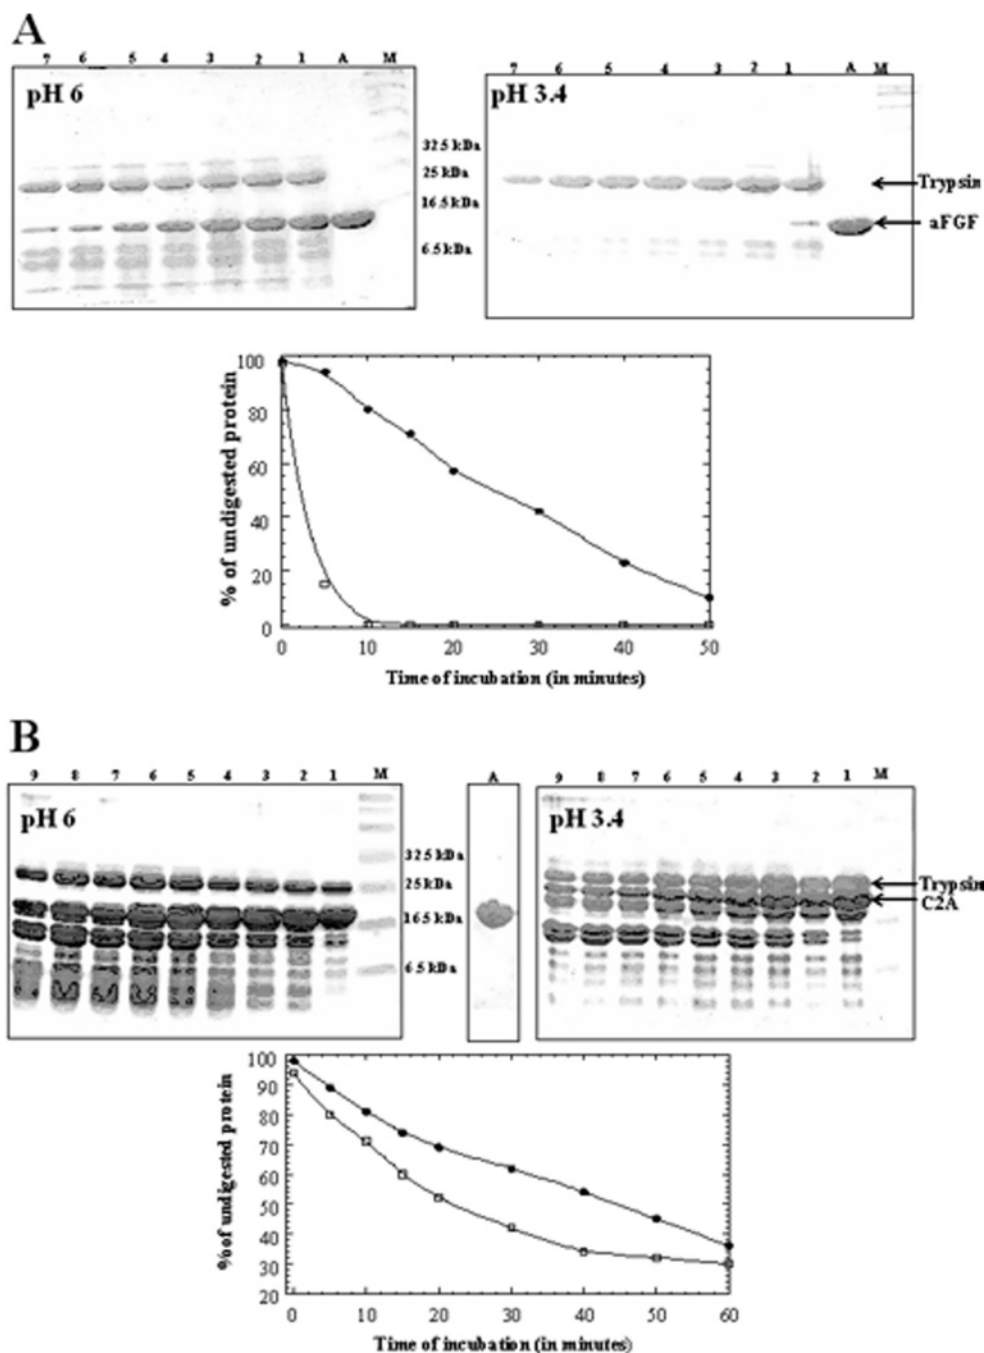 A
7 6 5 4 3 2 1 A M
pH 6
32.5 kDa
25 kDa
16.5 kDa
6.5 kDa
7 6 5 4 3 2 1 A M
pH 3.4
Trypsin
aFGF
% of undigested protein
100
80
60
40
20
0
0 10 20 30 40 50
Time of incubation (in minutes)
B
9 8 7 6 5 4 3 2 1 M
pH 6
32.5 kDa
25 kDa
16.5 kDa
6.5 kDa
A
9 8 7 6 5 4 3 2 1 M
pH 3.4
Trypsin
C2A
% of undigested protein
100
90
80
70
60
50
40
30
20
0 10 20 30 40 50 60
Time of incubation (in minutes)